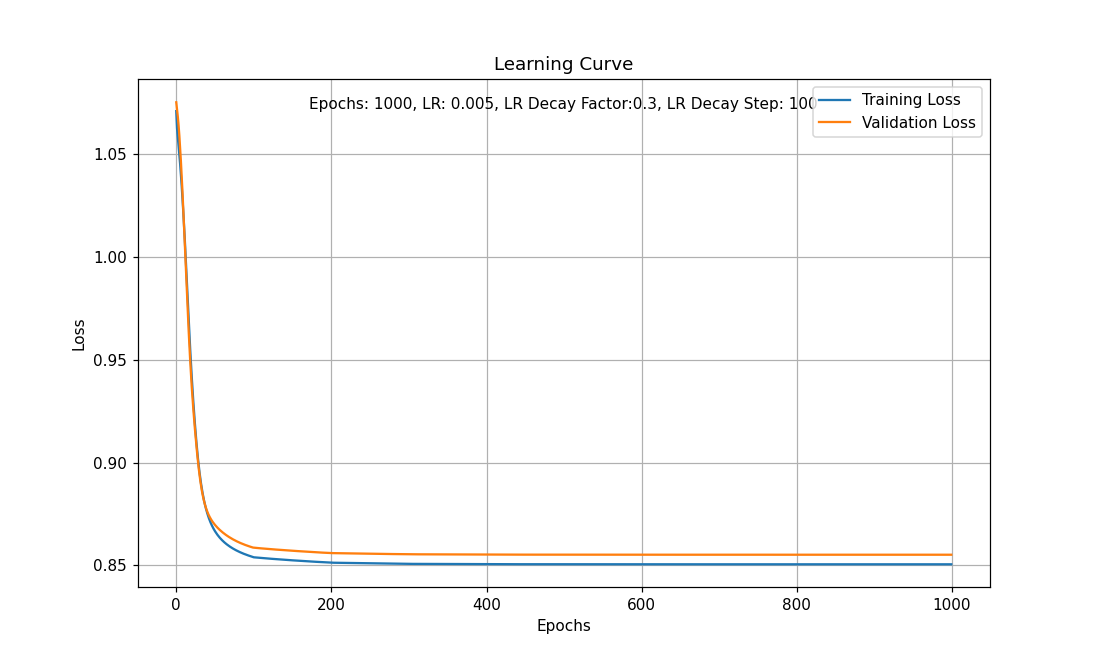 Learning Curve
Epochs: 1000, LR: 0.005, LR Decay Factor:0.3, LR Decay Step: 100
Training Loss
Validation Loss
1.05
1.00
0.95
0.90
0.85
Loss
0 200 400 600 800 1000
Epochs